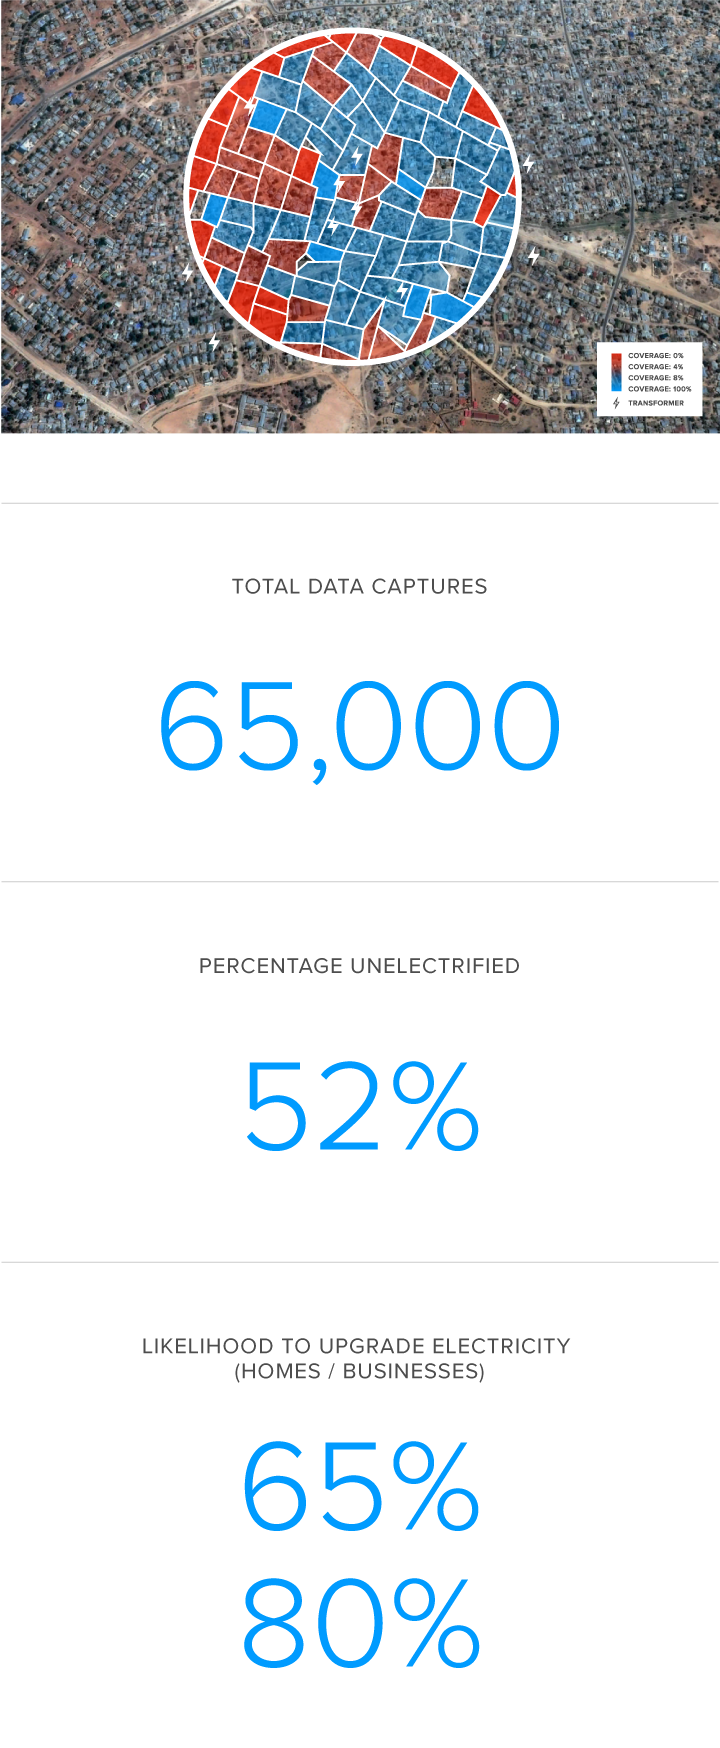 COVERAGE: 0%
COVERAGE: 4%
COVERAGE: 8%
COVERAGE: 100%
TRANSFORMER
TOTAL DATA CAPTURES
65,000
PERCENTAGE UNELECTRIFIED
52%
LIKELIHOOD TO UPGRADE ELECTRICITY
(HOMES / BUSINESSES)
65%
80%